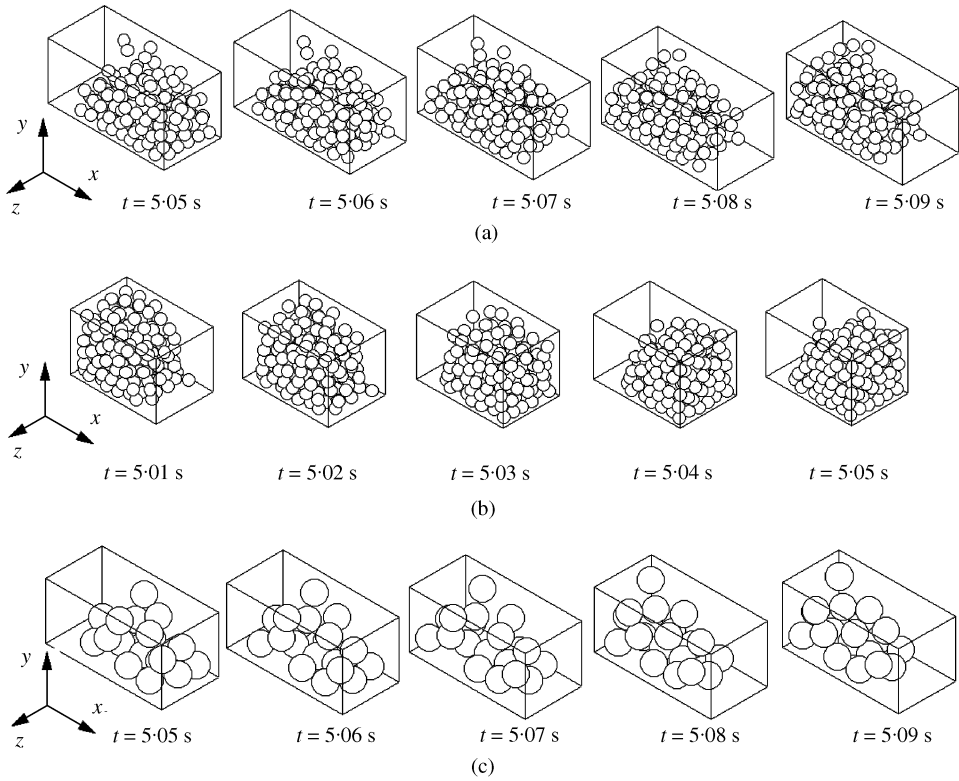 y
x
z
t = 5·05 s t = 5·06 s t = 5·07 s t = 5·08 s t = 5·09 s
(a)
y
x
z
t = 5·01 s t = 5·02 s t = 5·03 s t = 5·04 s t = 5·05 s
(b)
y
x
z
t = 5·05 s t = 5·06 s t = 5·07 s t = 5·08 s t = 5·09 s
(c)